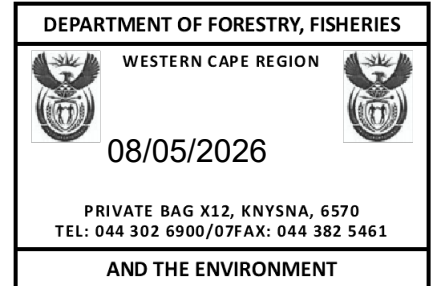 DEPARTMENT OF FORESTRY, FISHERIES
WESTERN CAPE REGION
08/05/2026
PRIVATE BAG X12, KNYSNA, 6570
TEL: 044 302 6900/07FAX: 044 382 5461
AND THE ENVIRONMENT